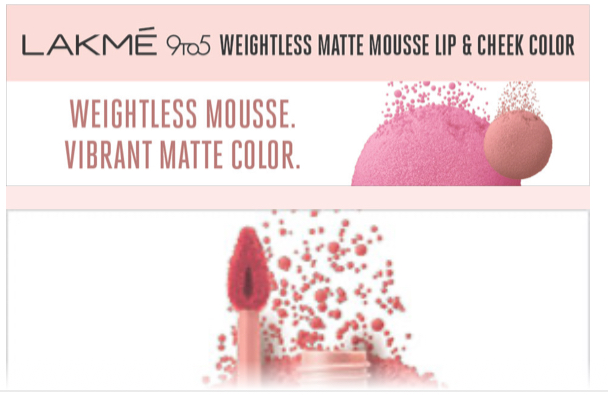 LAKMÉ 9TO5 WEIGHTLESS MATTE MOUSSE LIP & CHEEK COLOR
WEIGHTLESS MOUSSE.
VIBRANT MATTE COLOR.